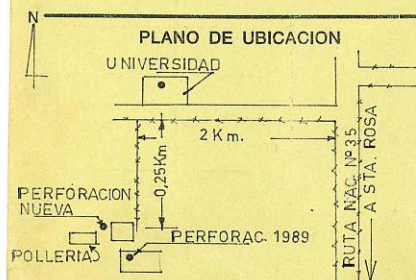 N
PLANO DE UBICACION
UNIVERSIDAD
2 Km.
0,25Km
RUTA NAC. Nº35
A STA. ROSA
PERFORACION
NUEVA
PERFORAC. 1989
POLLERIA